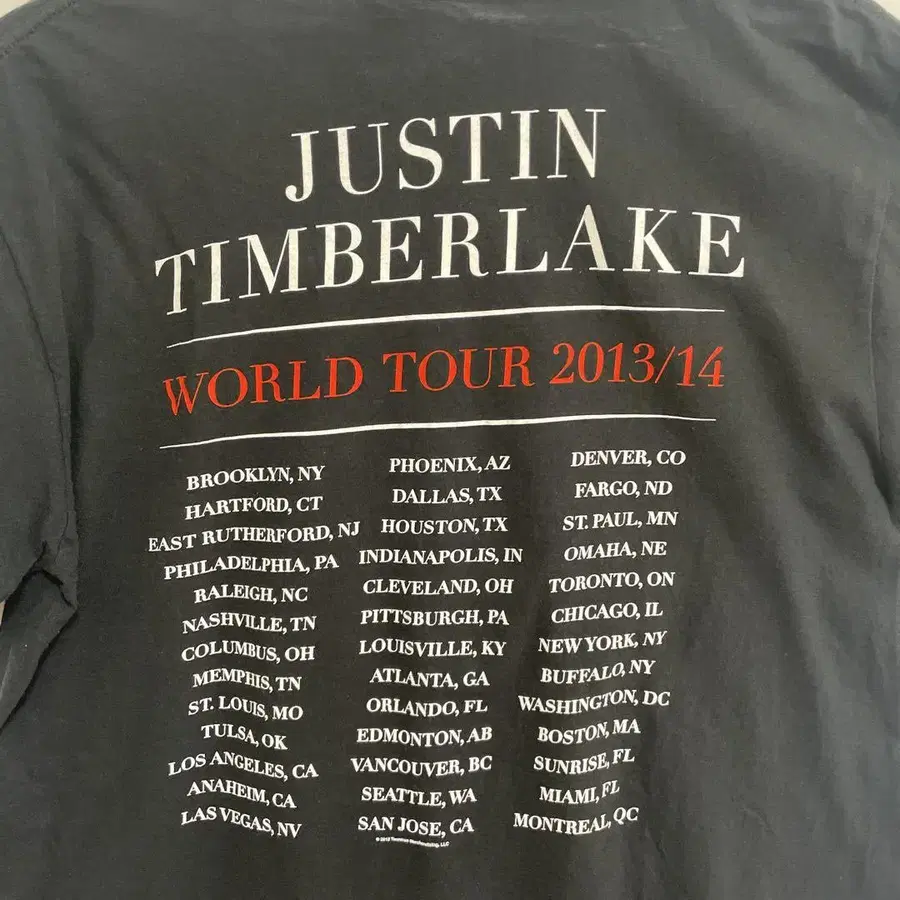 JUSTIN
TIMBERLAKE
WORLD TOUR 2013/14
BROOKLYN, NY
HARTFORD, CT
EAST RUTHERFORD, NJ
PHILADELPHIA, PA
RALEIGH, NC
NASHVILLE, TN
COLUMBUS, OH
MEMPHIS, TN
ST. LOUIS, MO
TULSA, OK
LOS ANGELES, CA
ANAHEIM, CA
LAS VEGAS, NV
PHOENIX, AZ
DALLAS, TX
HOUSTON, TX
INDIANAPOLIS, IN
CLEVELAND, OH
PITTSBURGH, PA
LOUISVILLE, KY
ATLANTA, GA
ORLANDO, FL
EDMONTON, AB
VANCOUVER, BC
SEATTLE, WA
SAN JOSE, CA
DENVER, CO
FARGO, ND
ST. PAUL, MN
OMAHA, NE
TORONTO, ON
CHICAGO, IL
NEW YORK, NY
BUFFALO, NY
WASHINGTON, DC
BOSTON, MA
SUNRISE, FL
MIAMI, FL
MONTREAL, QC